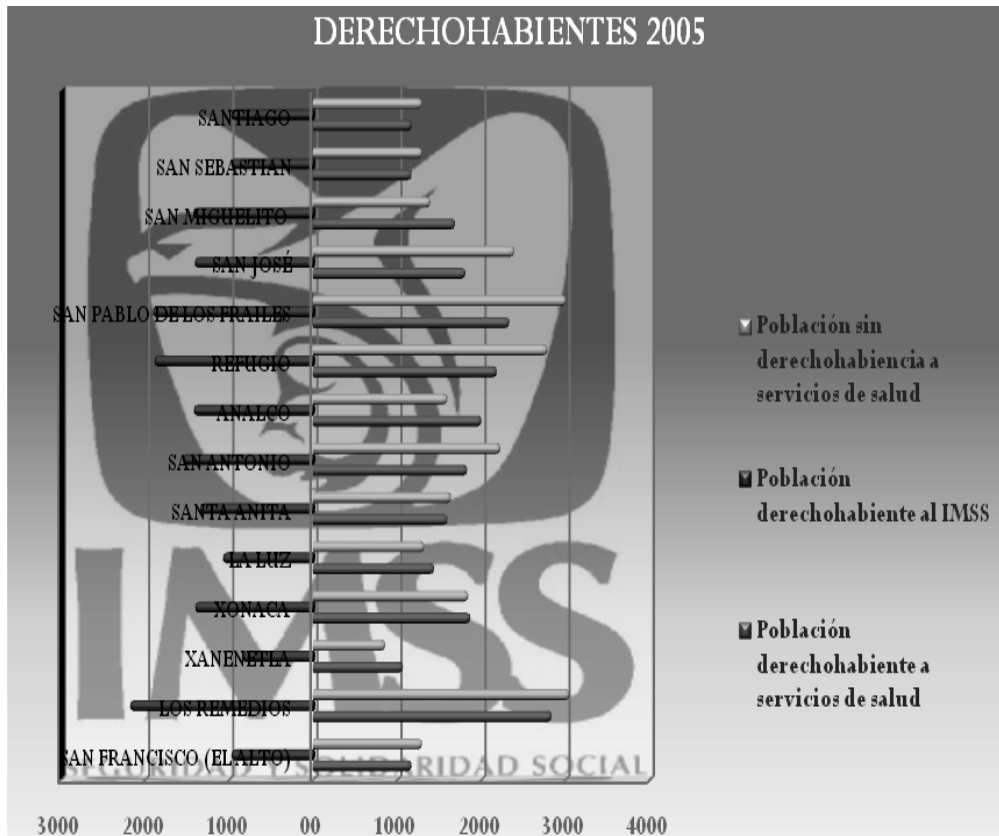 DERECHOHABIENTES 2005
SANTIAGO
SAN SEBASTIAN
SAN MIGUELITO
SAN JOSÉ
SAN PABLO DE LOS FRAILES
REFUGIO
ANALCO
SAN ANTONIO
SANTA ANITA
LA LUZ
XONACA
XANENETLA
LOS REMEDIOS
SAN FRANCISCO (EL ALTO)
IMSS
SEGURIDAD Y SOLIDARIDAD SOCIAL
3000 2000 1000 00 1000 2000 3000 4000
Población sin
derechohabiencia a
servicios de salud
Población
derechohabiente al IMSS
Población
derechohabiente a
servicios de salud